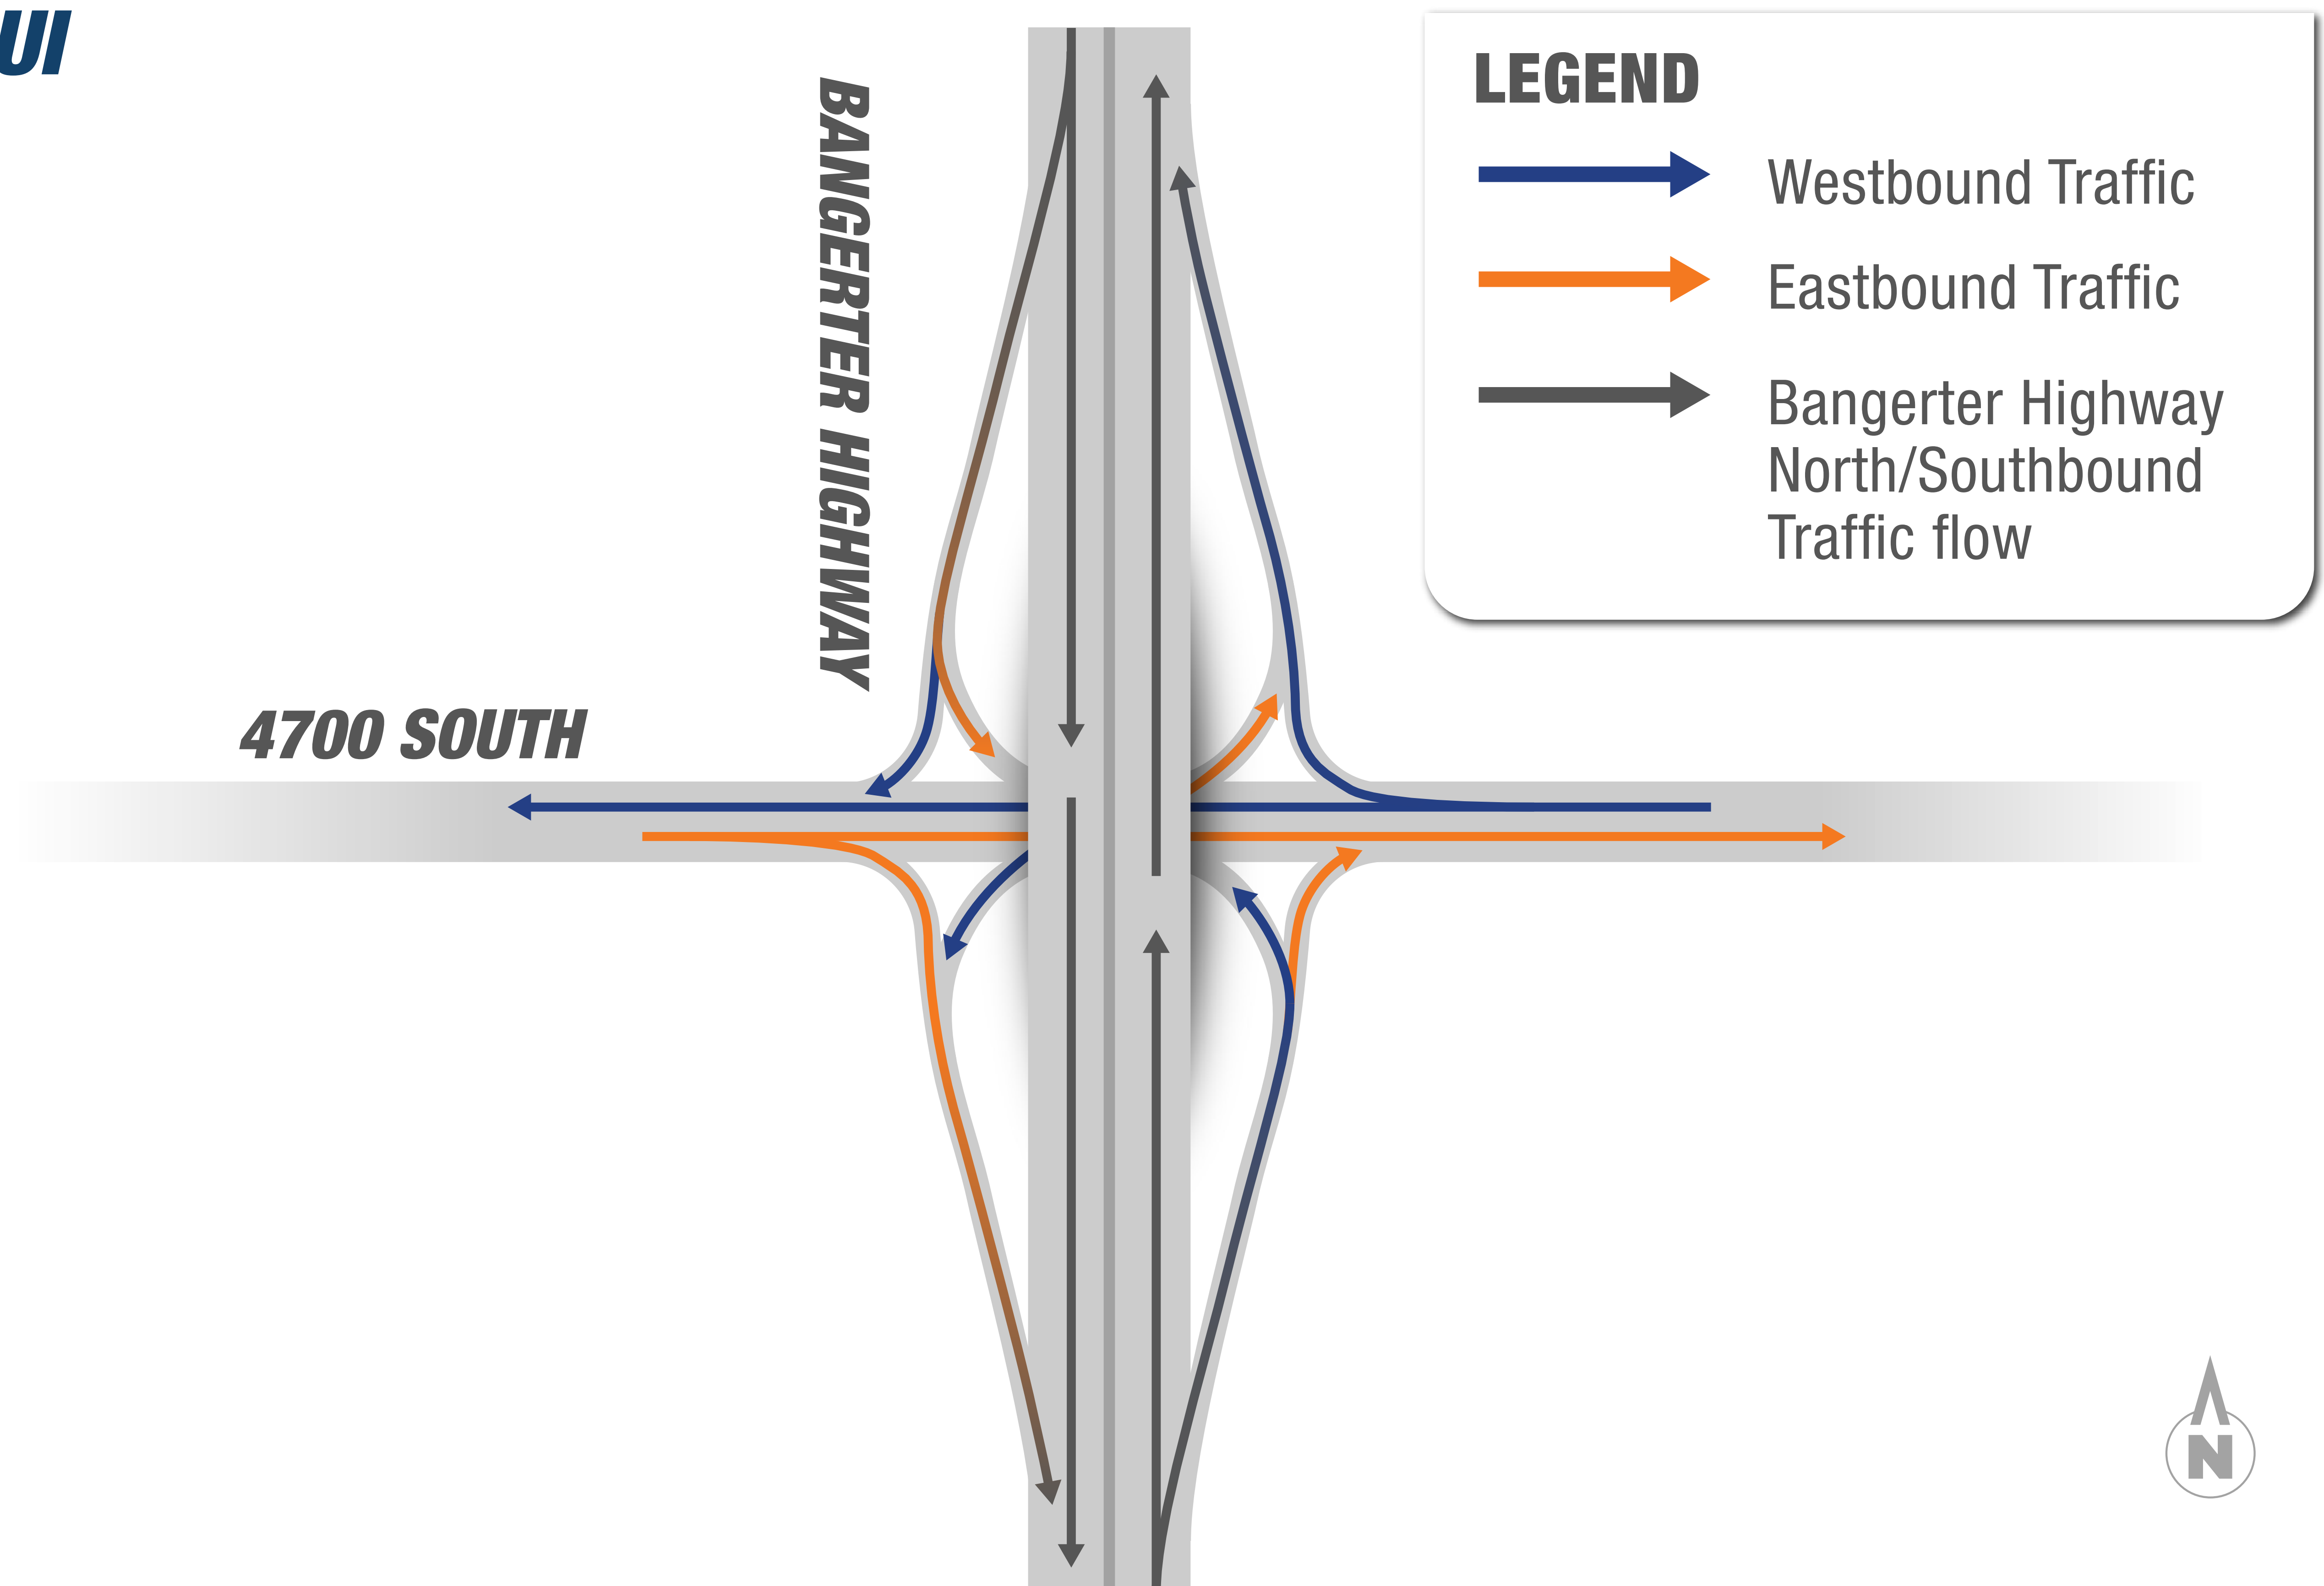 UI
LEGEND
Westbound Traffic
Eastbound Traffic
Bangerter Highway
North/Southbound
Traffic flow
BANGERTER HIGHWAY
4700 SOUTH
N